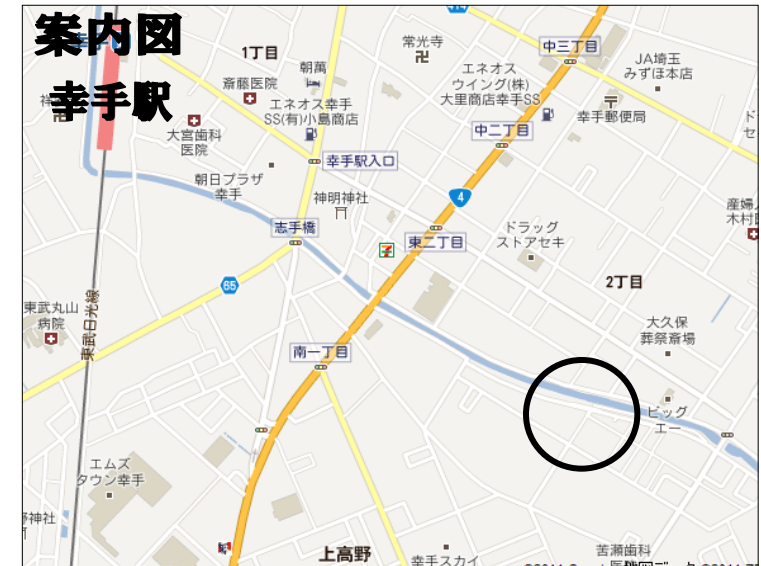 案内図
幸手駅
1丁目
常光寺
中三丁目
JA埼玉
みずほ本店
朝萬
斎藤医院
エネオス
ウイング(株)
大里商店幸手SS
エネオス幸手
SS(有)小島商店
幸手郵便局
大宮歯科
医院
中二丁目
幸手駅入口
朝日プラザ
幸手
神明神社
4
産婦
木村
志手橋
東二丁目
ドラッグ
ストアセキ
65
2丁目
東武丸山
病院
東武日光線
大久保
葬祭斎場
南一丁目
ビッグ
エー
エムズ
タウン幸手
神社
上高野
幸手スカイ
苦瀬歯科